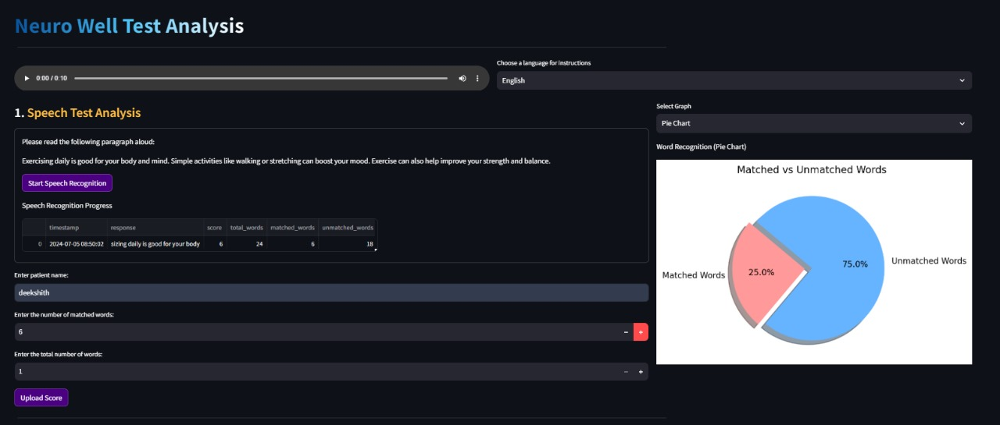 Neuro Well Test Analysis
0:00 / 0:10
Choose a language for instructions
English
1. Speech Test Analysis
Please read the following paragraph aloud:
Exercising daily is good for your body and mind. Simple activities like walking or stretching can boost your mood. Exercise can also help improve your strength and balance.
Start Speech Recognition
Speech Recognition Progress
timestamp response score total_words matched_words unmatched_words
0 2024-07-05 08:50:02 sizing daily is good for your body 6 24 6 18
Enter patient name:
deekshith
Enter the number of matched words:
6 − +
Enter the total number of words:
1 − +
Upload Score
Select Graph
Pie Chart
Word Recognition (Pie Chart)
Matched vs Unmatched Words
Matched Words
25.0%
75.0%
Unmatched Words